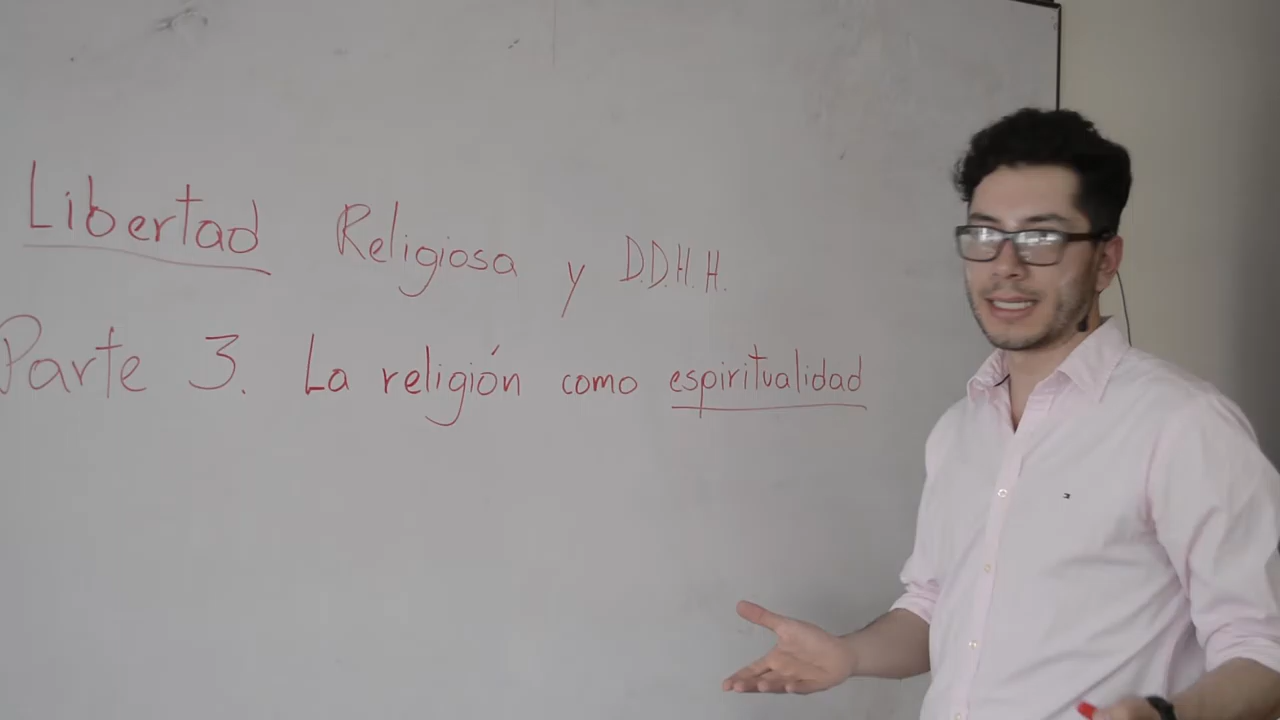 Libertad Religiosa y D.D.H.H.
Parte 3. La religión como espiritualidad